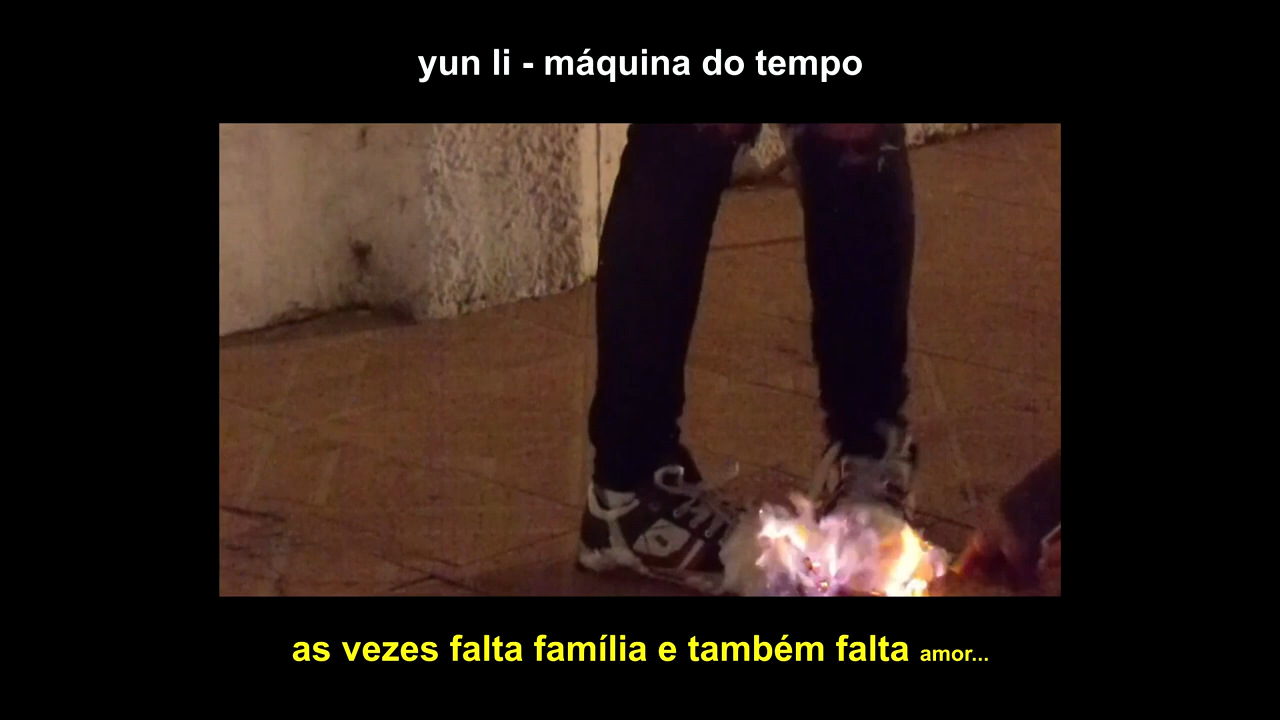 yun li - máquina do tempo
as vezes falta família e também falta amor...